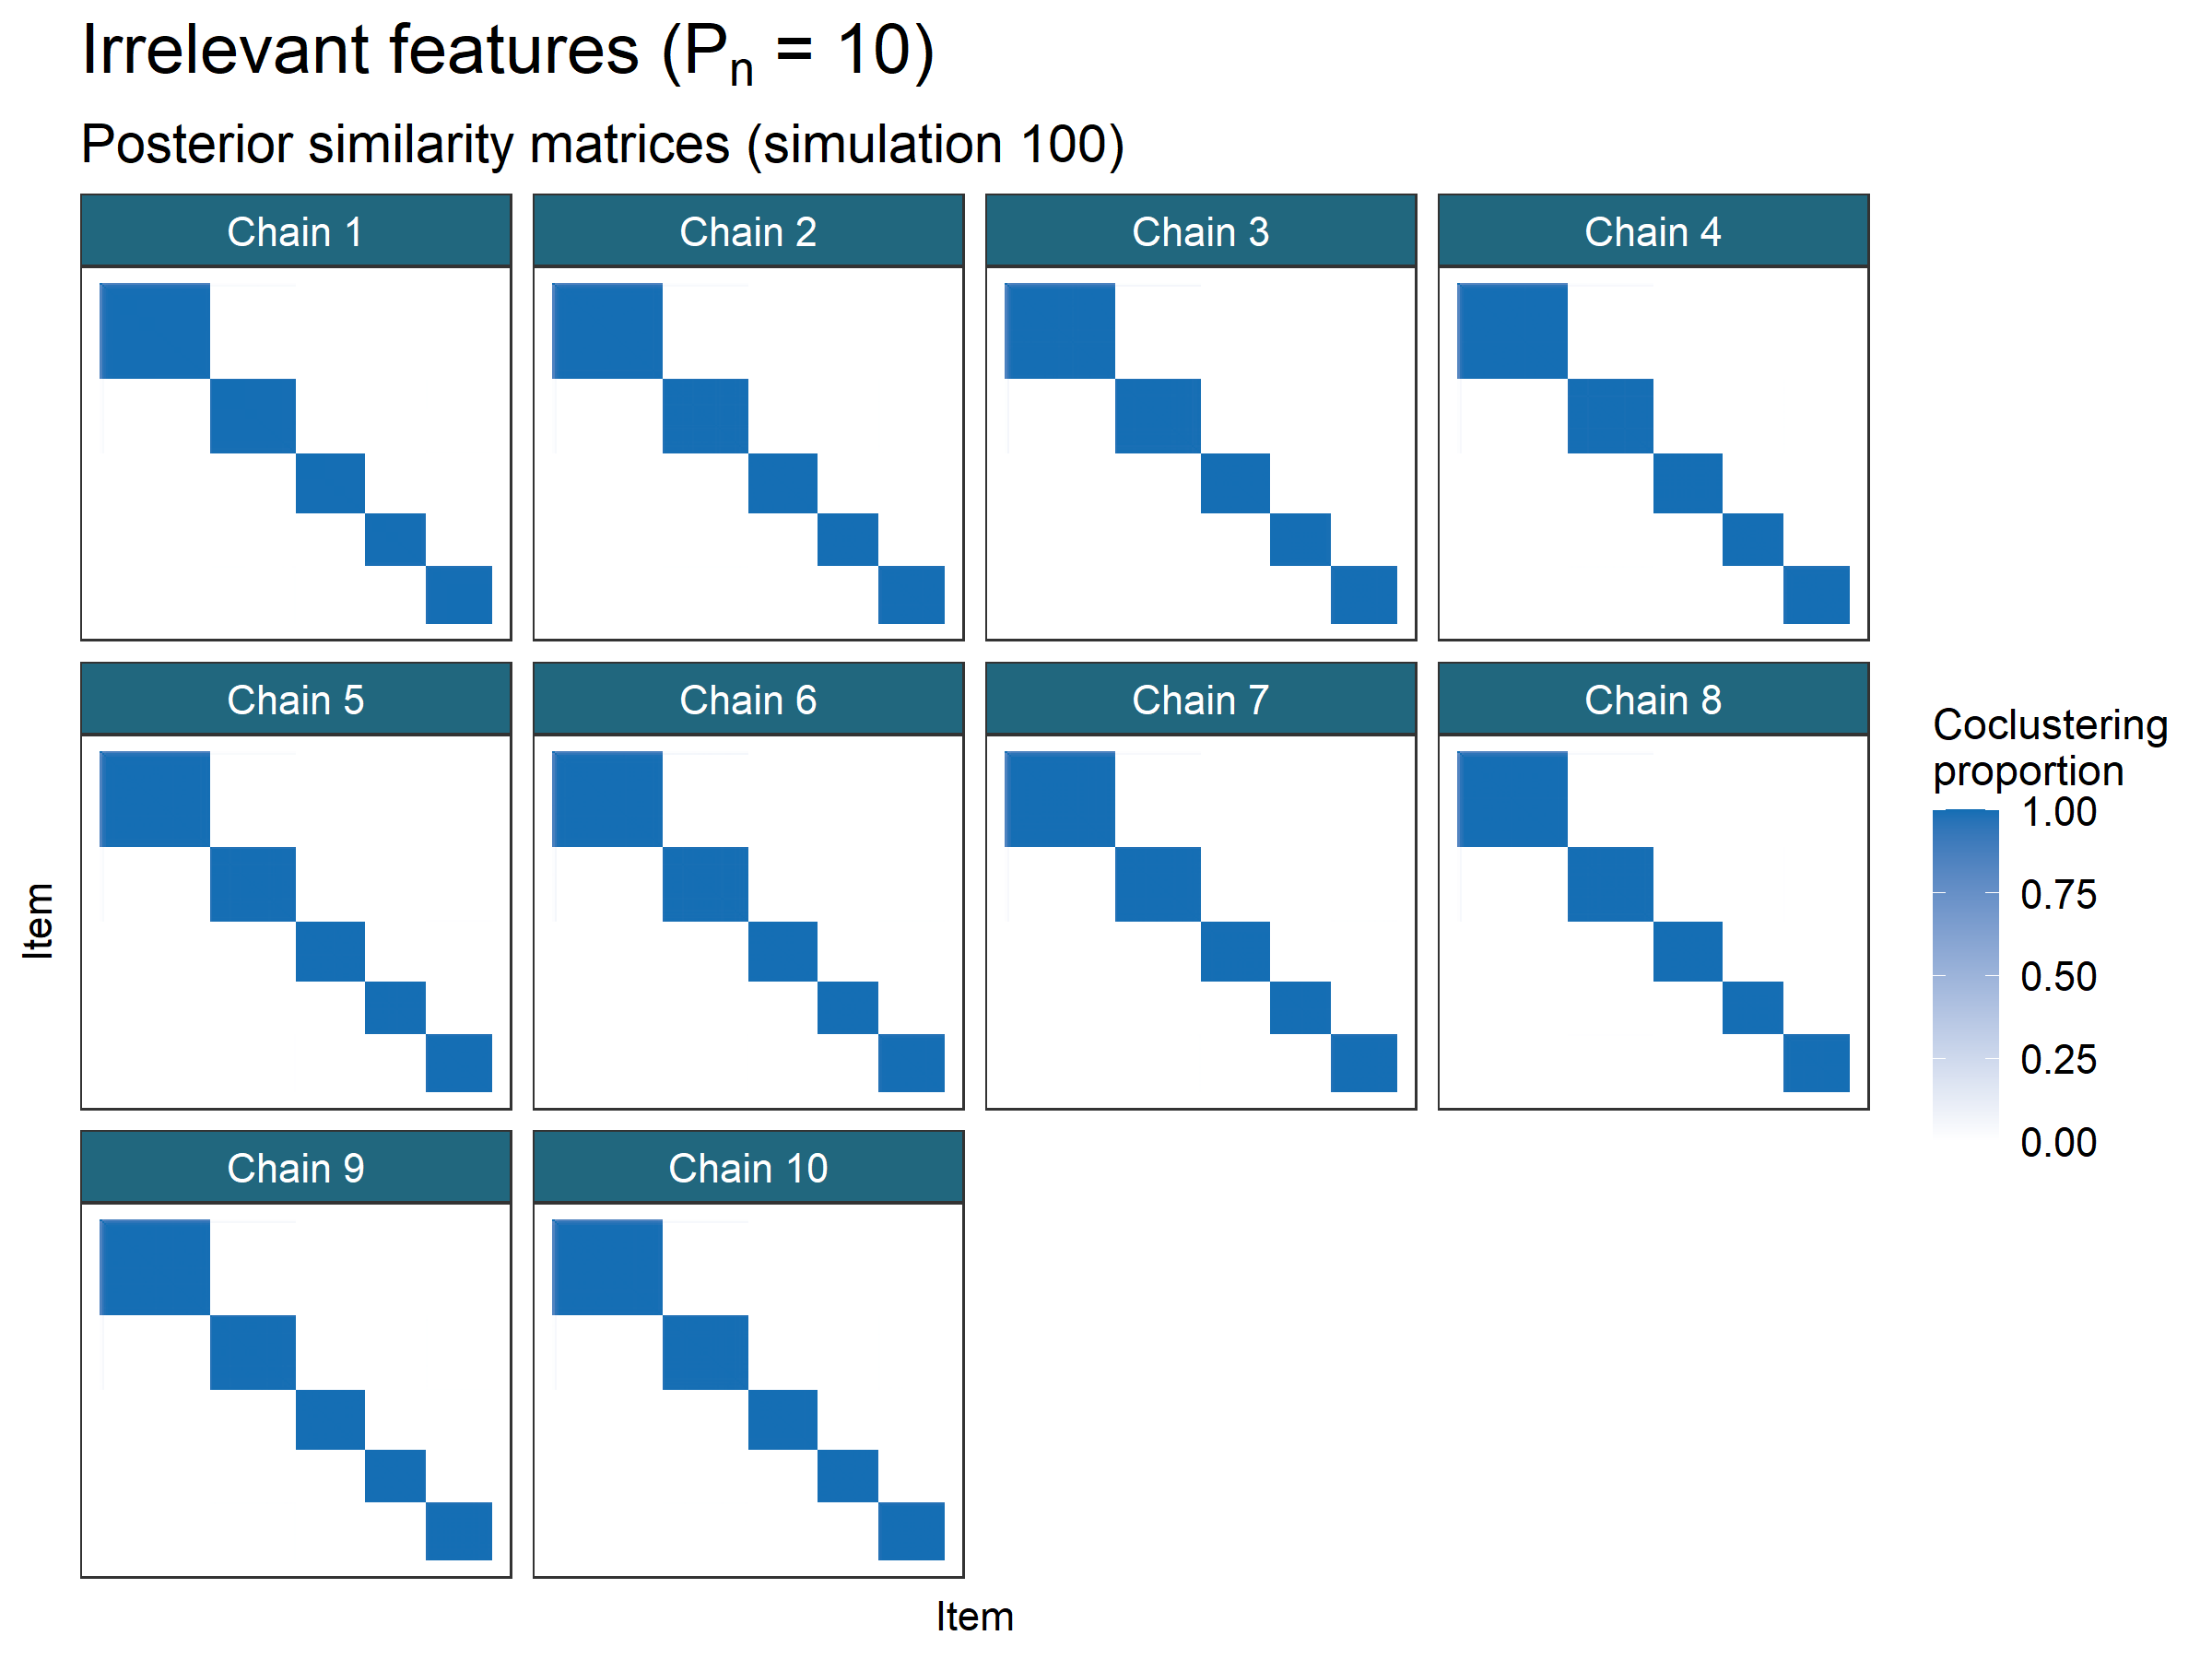 Irrelevant features (Pₙ = 10)
Posterior similarity matrices (simulation 100)
Chain 1
Chain 2
Chain 3
Chain 4
Chain 5
Chain 6
Chain 7
Chain 8
Chain 9
Chain 10
Item
Item
Coclustering
proportion
1.00
0.75
0.50
0.25
0.00